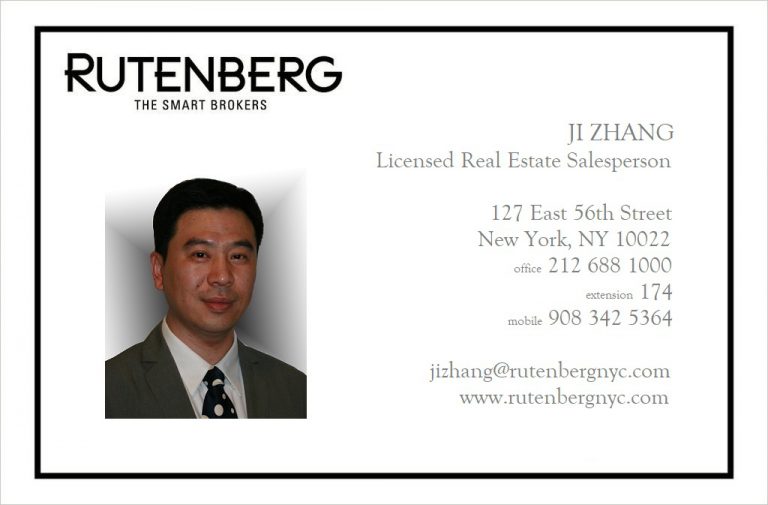 RUTENBERG
THE SMART BROKERS
JI ZHANG
Licensed Real Estate Salesperson
127 East 56th Street
New York, NY 10022
office 212 688 1000
extension 174
mobile 908 342 5364
jizhang@rutenbergnyc.com
www.rutenbergnyc.com